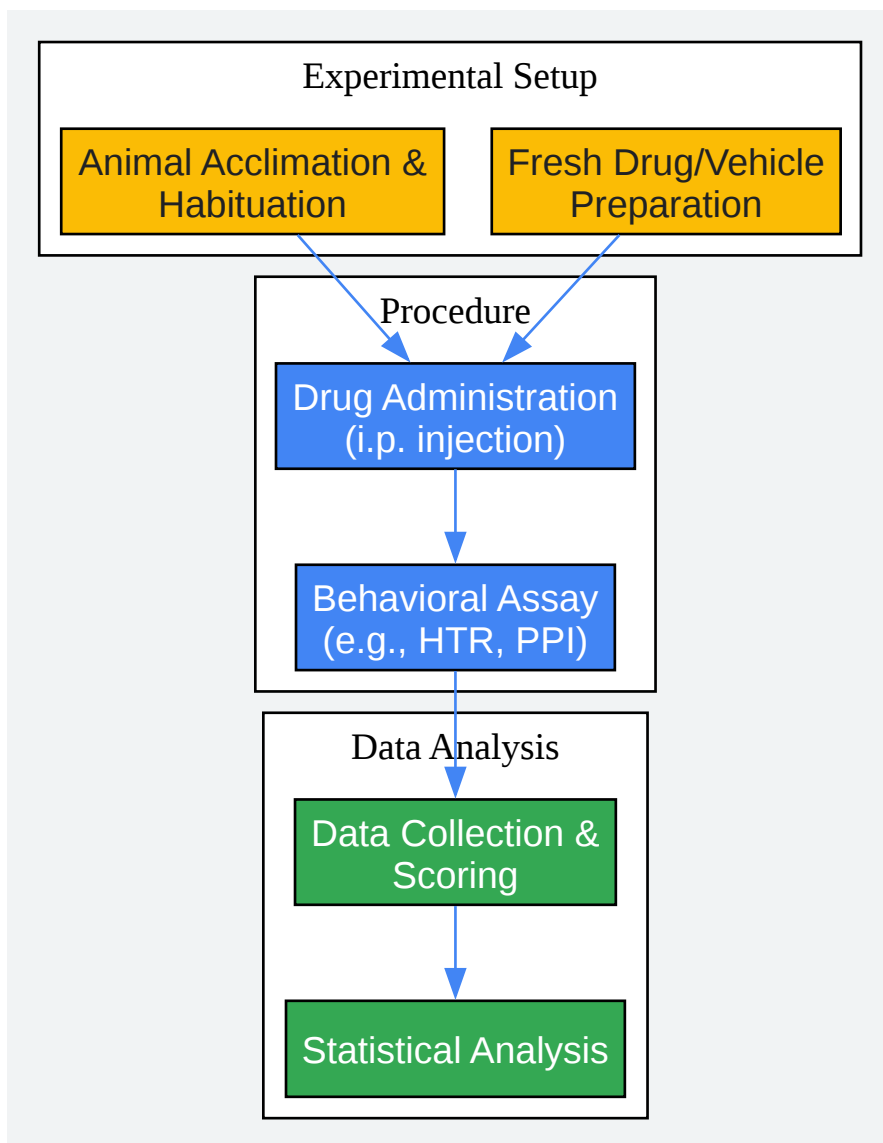 Experimental Setup
Animal Acclimation &
Habituation
Fresh Drug/Vehicle
Preparation
Procedure
Drug Administration
(i.p. injection)
Behavioral Assay
(e.g., HTR, PPI)
Data Analysis
Data Collection &
Scoring
Statistical Analysis